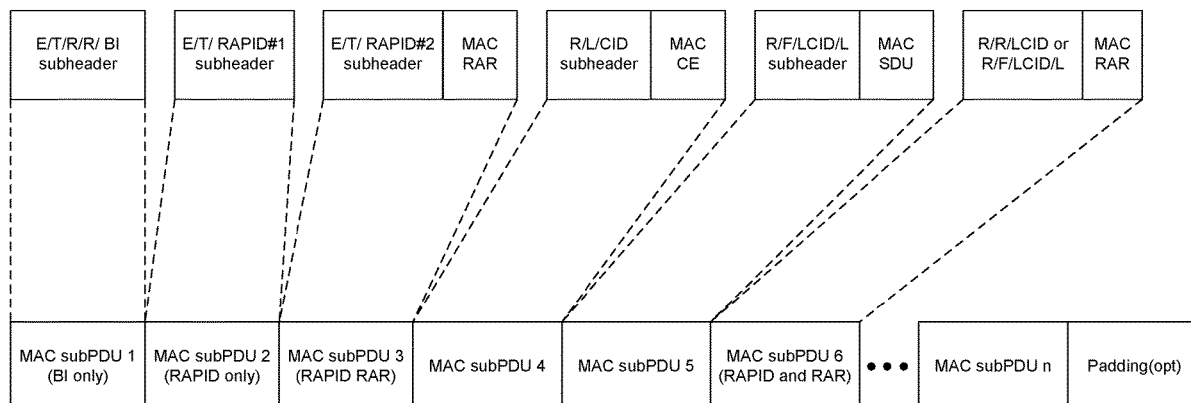 E/T/R/R/ BI
subheader
E/T/ RAPID#1
subheader
E/T/ RAPID#2
subheader
MAC
RAR
R/L/CID
subheader
MAC
CE
R/F/LCID/L
subheader
MAC
SDU
R/R/LCID or
R/F/LCID/L
MAC
RAR
MAC subPDU 1
(BI only)
MAC subPDU 2
(RAPID only)
MAC subPDU 3
(RAPID RAR)
MAC subPDU 4
MAC subPDU 5
MAC subPDU 6
(RAPID and RAR)
MAC subPDU n
Padding(opt)